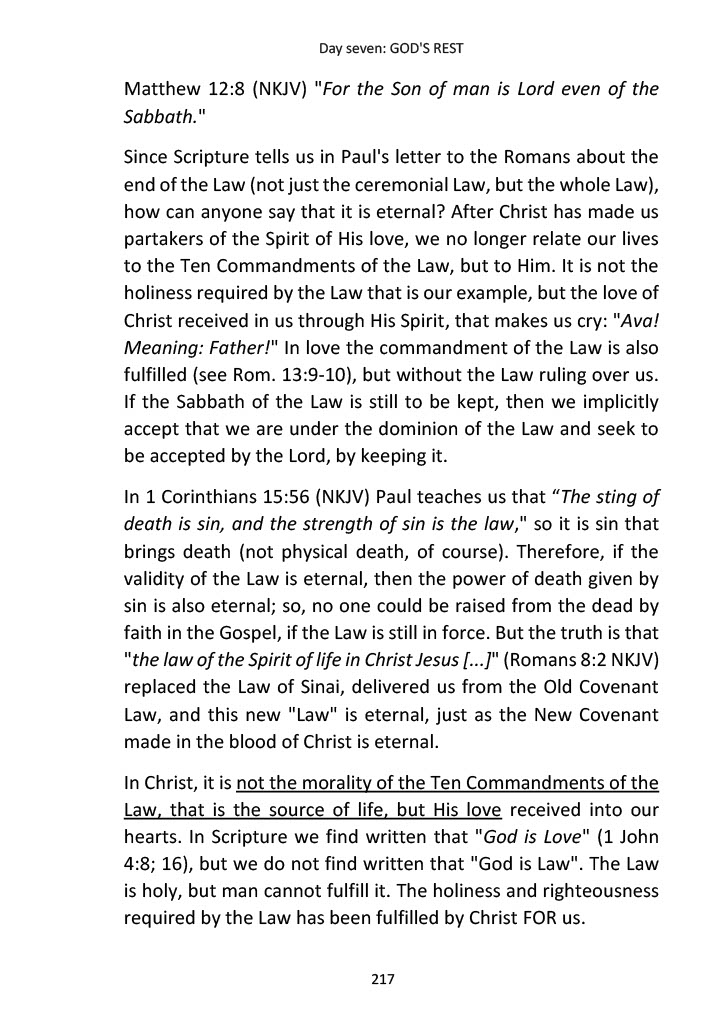 Day seven: GOD'S REST
Matthew 12:8 (NKJV) "For the Son of man is Lord even of the
Sabbath."
Since Scripture tells us in Paul's letter to the Romans about the
end of the Law (not just the ceremonial Law, but the whole Law),
how can anyone say that it is eternal? After Christ has made us
partakers of the Spirit of His love, we no longer relate our lives
to the Ten Commandments of the Law, but to Him. It is not the
holiness required by the Law that is our example, but the love of
Christ received in us through His Spirit, that makes us cry: "Ava!
Meaning: Father!" In love the commandment of the Law is also
fulfilled (see Rom. 13:9-10), but without the Law ruling over us.
If the Sabbath of the Law is still to be kept, then we implicitly
accept that we are under the dominion of the Law and seek to
be accepted by the Lord, by keeping it.
In 1 Corinthians 15:56 (NKJV) Paul teaches us that “The sting of
death is sin, and the strength of sin is the law," so it is sin that
brings death (not physical death, of course). Therefore, if the
validity of the Law is eternal, then the power of death given by
sin is also eternal; so, no one could be raised from the dead by
faith in the Gospel, if the Law is still in force. But the truth is that
"the law of the Spirit of life in Christ Jesus [...]" (Romans 8:2 NKJV)
replaced the Law of Sinai, delivered us from the Old Covenant
Law, and this new "Law" is eternal, just as the New Covenant
made in the blood of Christ is eternal.
In Christ, it is not the morality of the Ten Commandments of the
Law, that is the source of life, but His love received into our
hearts. In Scripture we find written that "God is Love" (1 John
4:8; 16), but we do not find written that "God is Law". The Law
is holy, but man cannot fulfill it. The holiness and righteousness
required by the Law has been fulfilled by Christ FOR us.
217